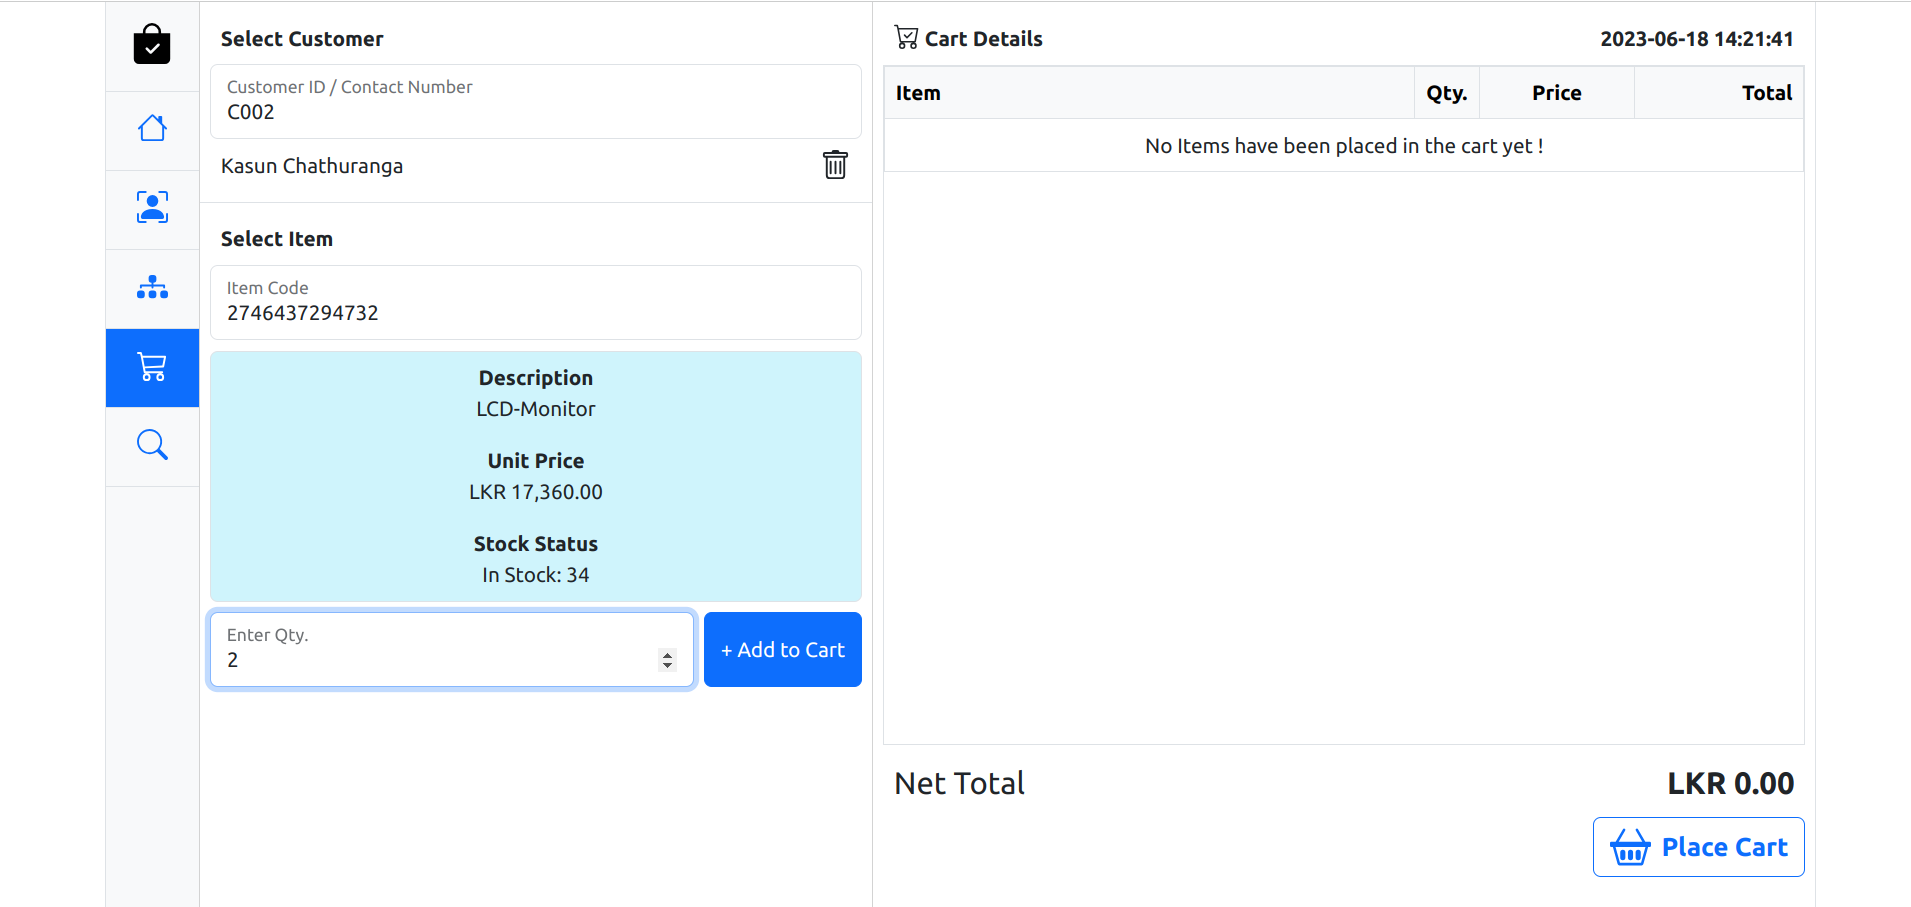 Select Customer
Customer ID / Contact Number
C002
Kasun Chathuranga
Select Item
Item Code
2746437294732
Description
LCD-Monitor
Unit Price
LKR 17,360.00
Stock Status
In Stock: 34
Enter Qty.
2
+ Add to Cart
Cart Details 2023-06-18 14:21:41
Item Qty. Price Total
No Items have been placed in the cart yet !
Net Total LKR 0.00
Place Cart